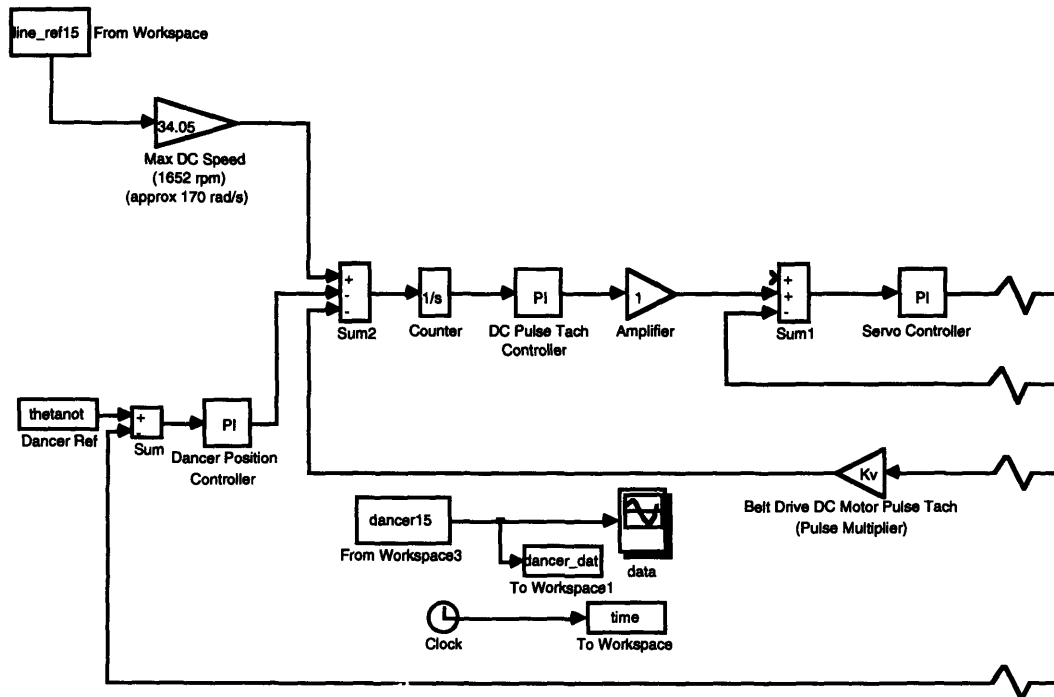 line_ref15 From Workspace
34.05
Max DC Speed
(1652 rpm)
(approx 170 rad/s)
+
-
-
Sum2
1/s
Counter
PI
DC Pulse Tach
Controller
1
Amplifier
+
+
-
Sum1
PI
Servo Controller
thetanot
Dancer Ref
+
-
Sum
PI
Dancer Position
Controller
Kv
Belt Drive DC Motor Pulse Tach
(Pulse Multiplier)
dancer15
From Workspace3
dancer_dat
To Workspace1
data
Clock
time
To Workspace